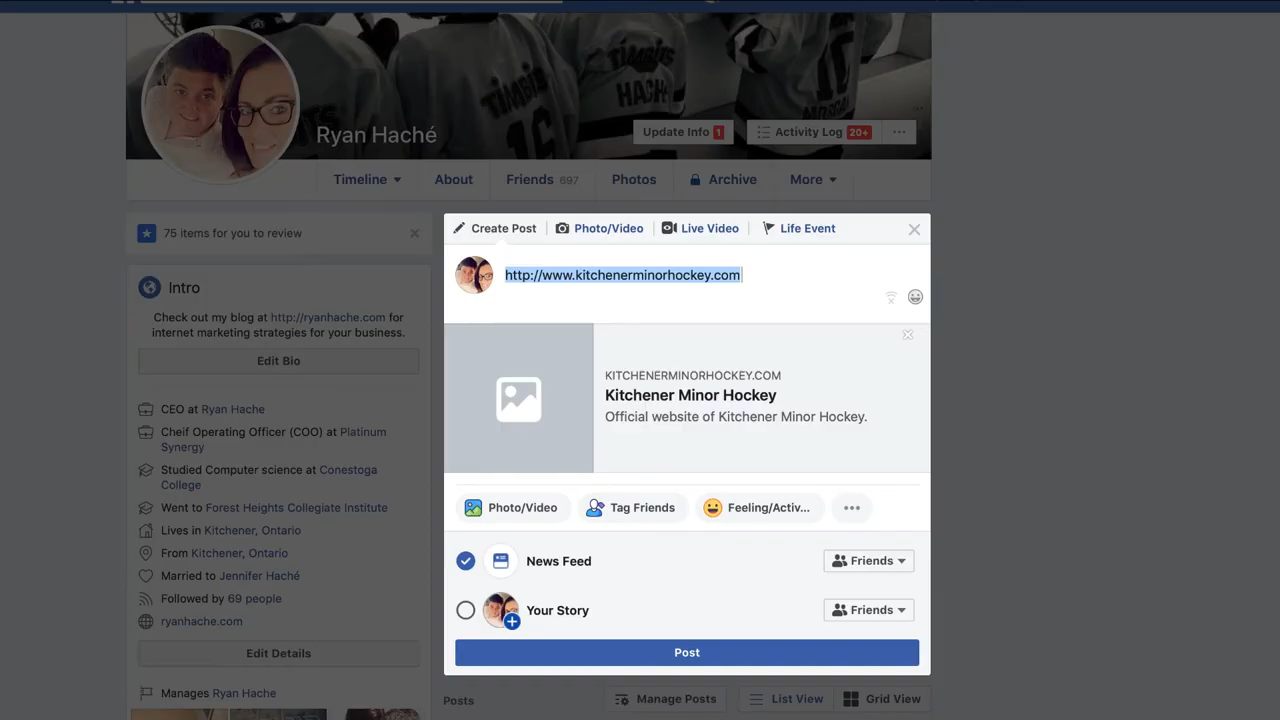 TIMBITS
TIMBITS
HACHÉ
16
10
Ryan Haché
Update Info 1
Activity Log 20+
Timeline
About
Friends 697
Photos
Archive
More
75 items for you to review
Intro
Check out my blog at http://ryanhache.com for
internet marketing strategies for your business.
Edit Bio
CEO at Ryan Hache
Cheif Operating Officer (COO) at Platinum
Synergy
Studied Computer science at Conestoga
College
Went to Forest Heights Collegiate Institute
Lives in Kitchener, Ontario
From Kitchener, Ontario
Married to Jennifer Haché
Followed by 69 people
ryanhache.com
Edit Details
Manages Ryan Hache
Create Post
Photo/Video
Live Video
Life Event
http://www.kitchenerminorhockey.com
KITCHENERMINORHOCKEY.COM
Kitchener Minor Hockey
Official website of Kitchener Minor Hockey.
Photo/Video
Tag Friends
Feeling/Activ...
News Feed
Friends
Your Story
Friends
Post
Posts
Manage Posts
List View
Grid View